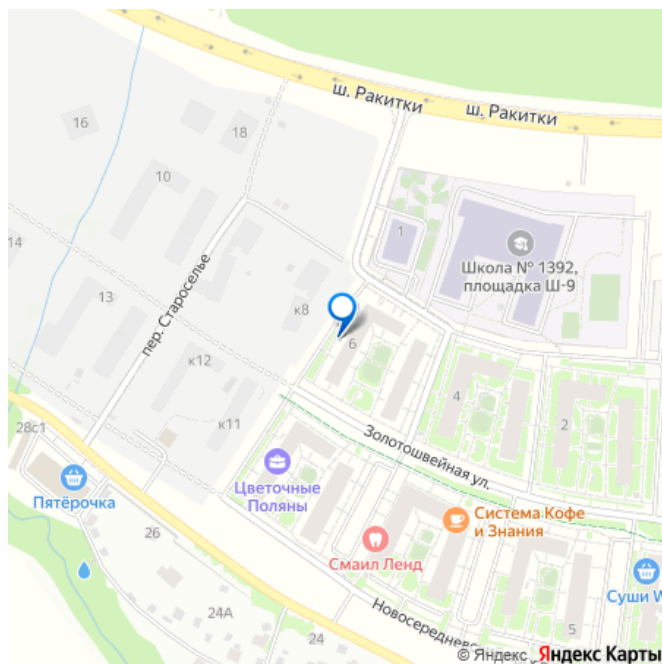 ш. Ракитки
ш. Ракитки
16
18
10
1
Школа № 1392,
площадка Ш-9
14
13
пер. Староселье
к8
6
к12
4
2
к11
28с1
Золотошвейная ул.
Цветочные
Поляны
Пятёрочка
Система Кофе
и Знания
26
Смаил Ленд
Суши W
24А
24
Новосередневс
5
© Яндекс Яндекс Карты